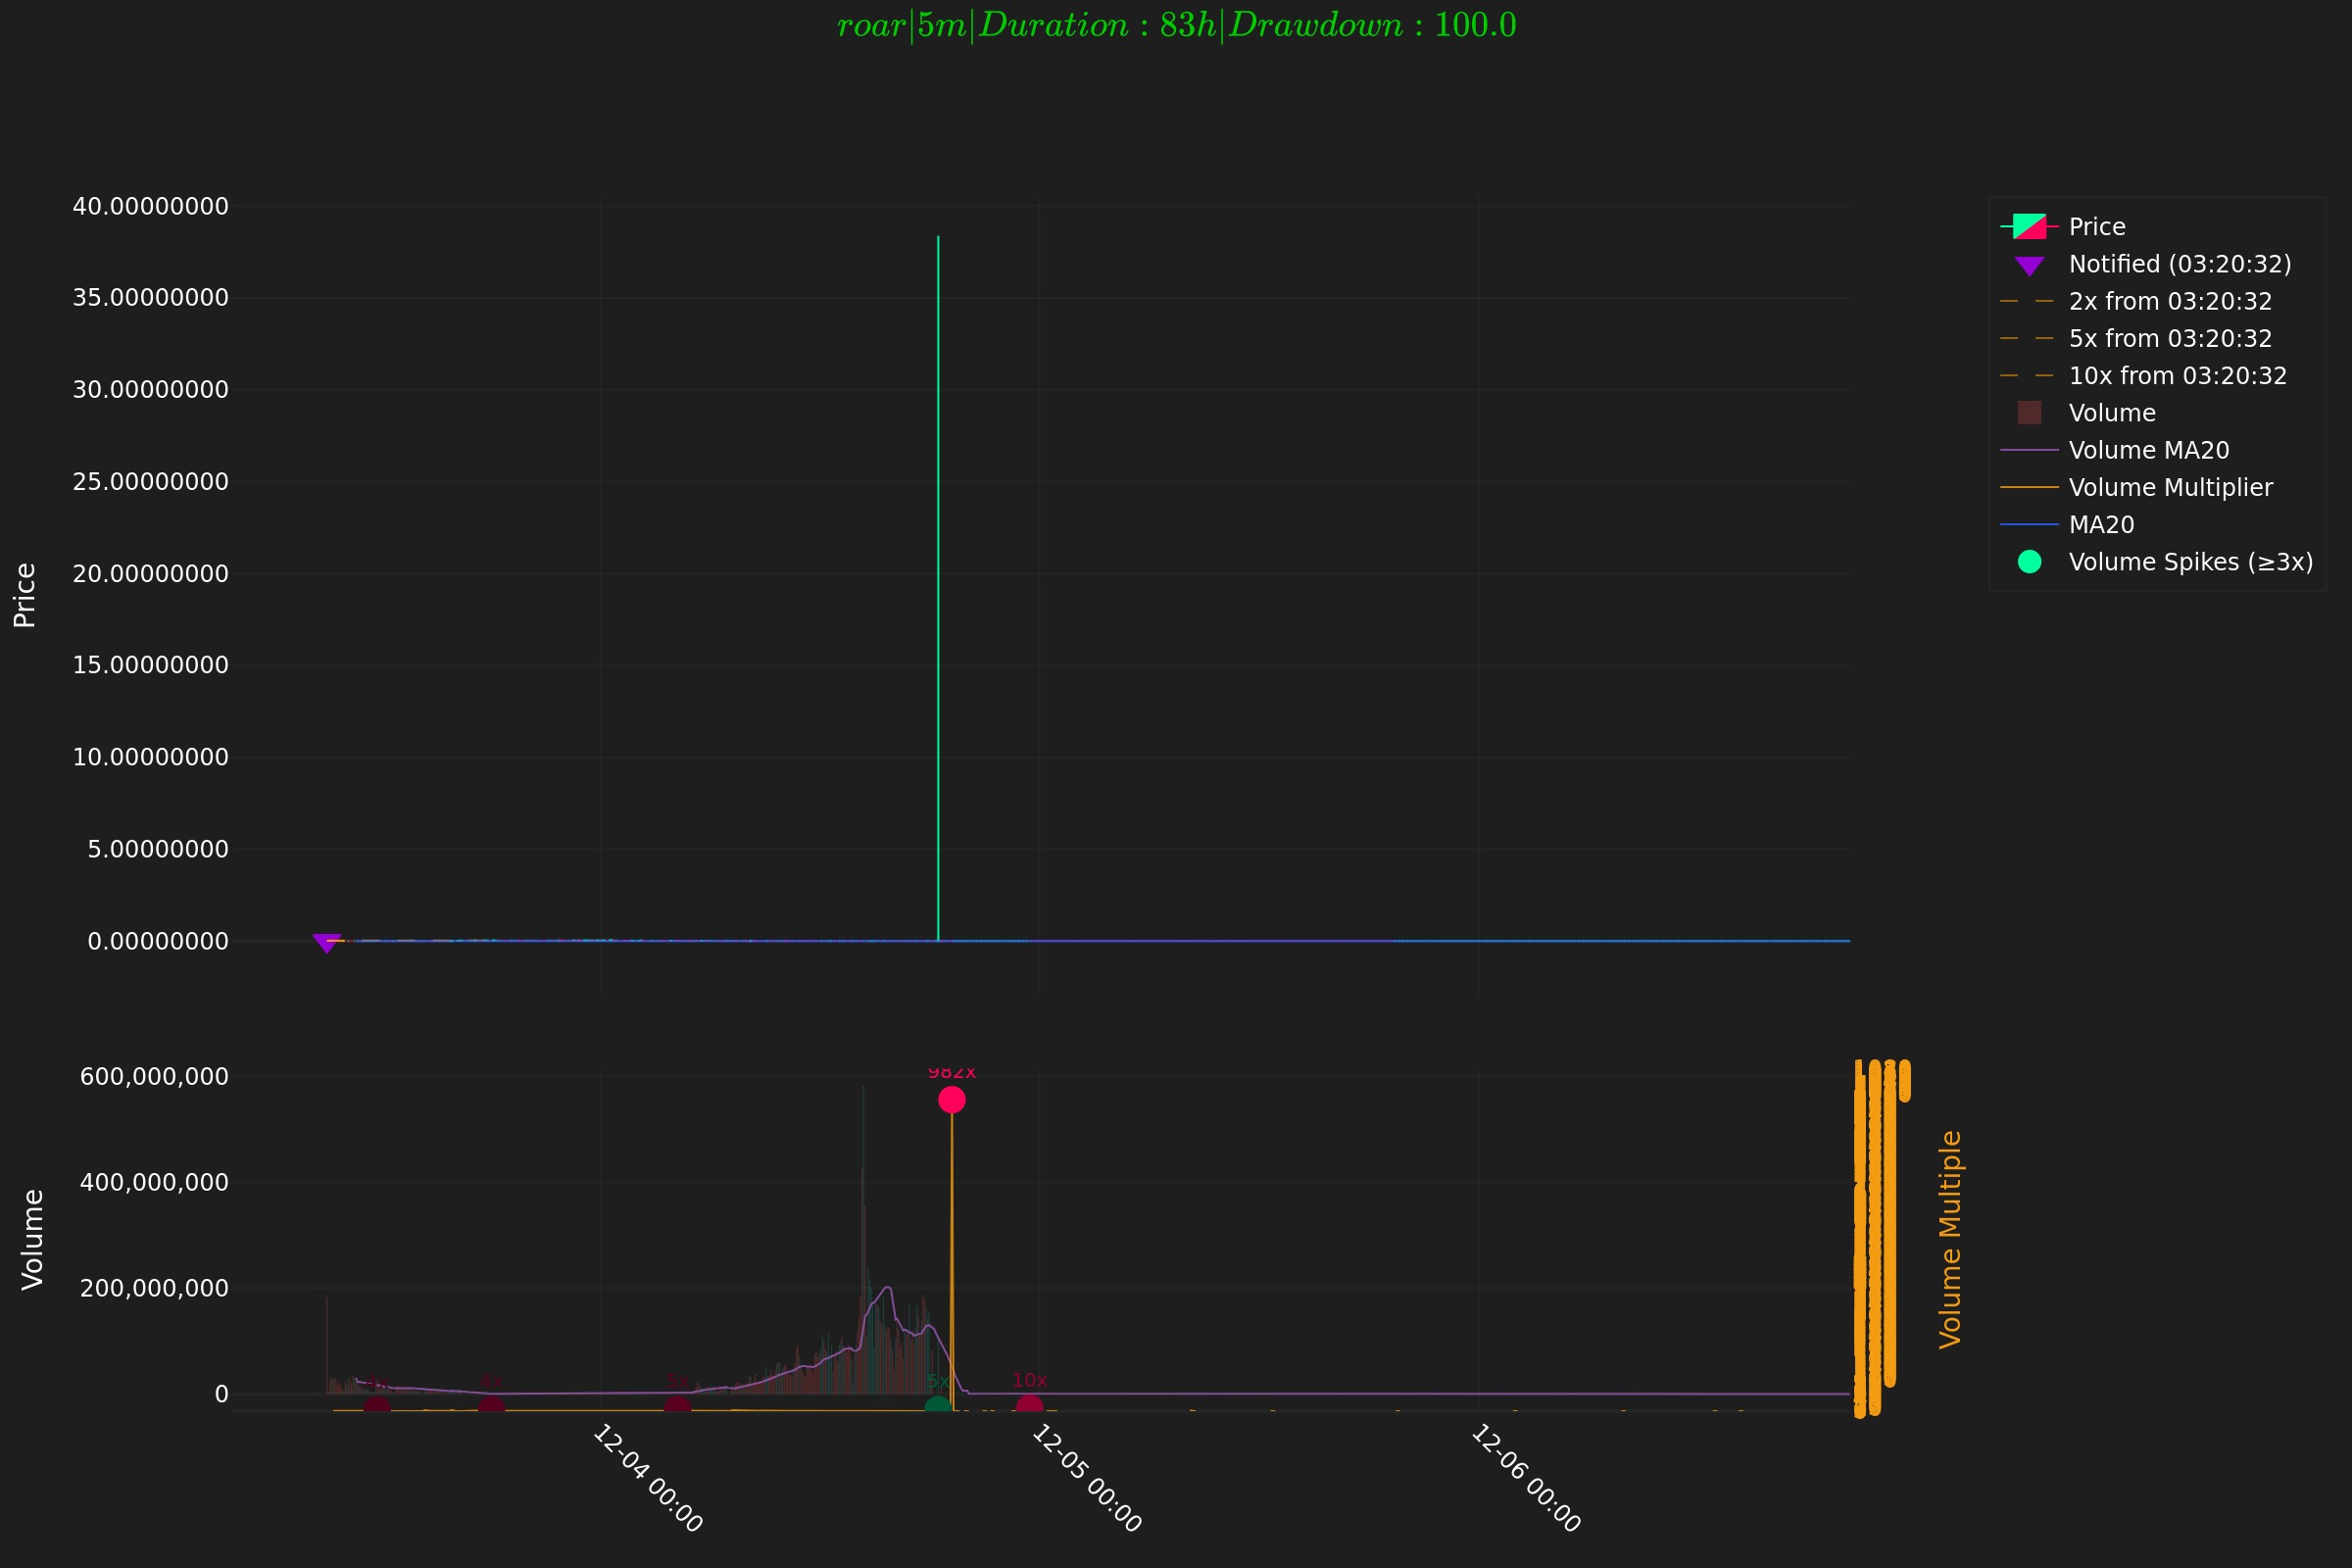 roar|5m|Duration : 83h|Drawdown : 100.0
Price
40.00000000
35.00000000
30.00000000
25.00000000
20.00000000
15.00000000
10.00000000
5.00000000
0.00000000
Price
Notified (03:20:32)
2x from 03:20:32
5x from 03:20:32
10x from 03:20:32
Volume
Volume MA20
Volume Multiplier
MA20
Volume Spikes (≥3x)
Volume
600,000,000
400,000,000
200,000,000
0
982x
5x
5x
10x
Volume Multiple
12-04 00:00
12-05 00:00
12-06 00:00